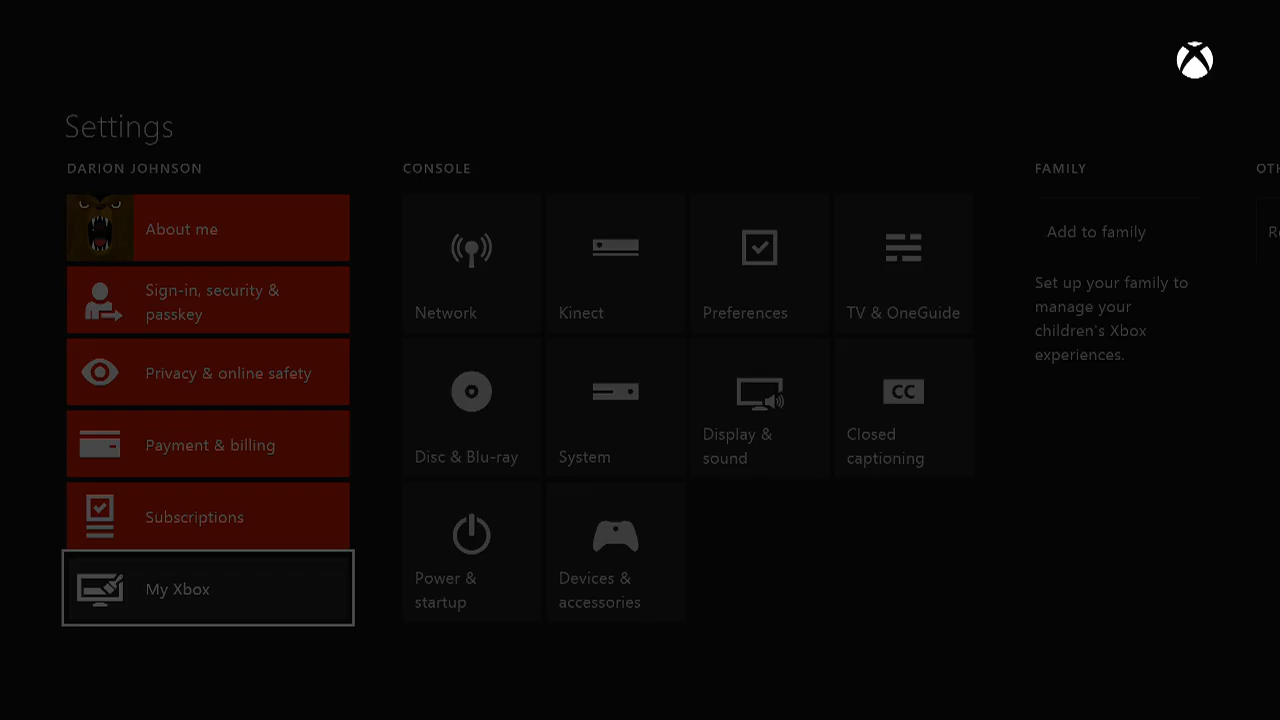 Settings
DARION JOHNSON
About me
Sign-in, security &
passkey
Privacy & online safety
Payment & billing
Subscriptions
My Xbox
CONSOLE
Network
Kinect
Preferences
TV & OneGuide
Disc & Blu-ray
System
Display &
sound
CC
Closed
captioning
Power &
startup
Devices &
accessories
FAMILY
Add to family
Set up your family to
manage your
children's Xbox
experiences.